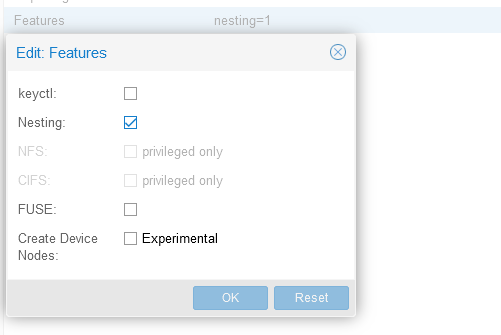 Features nesting=1
Edit: Features
keyctl:
Nesting:
NFS: privileged only
CIFS: privileged only
FUSE:
Create Device Experimental
Nodes:
OK Reset